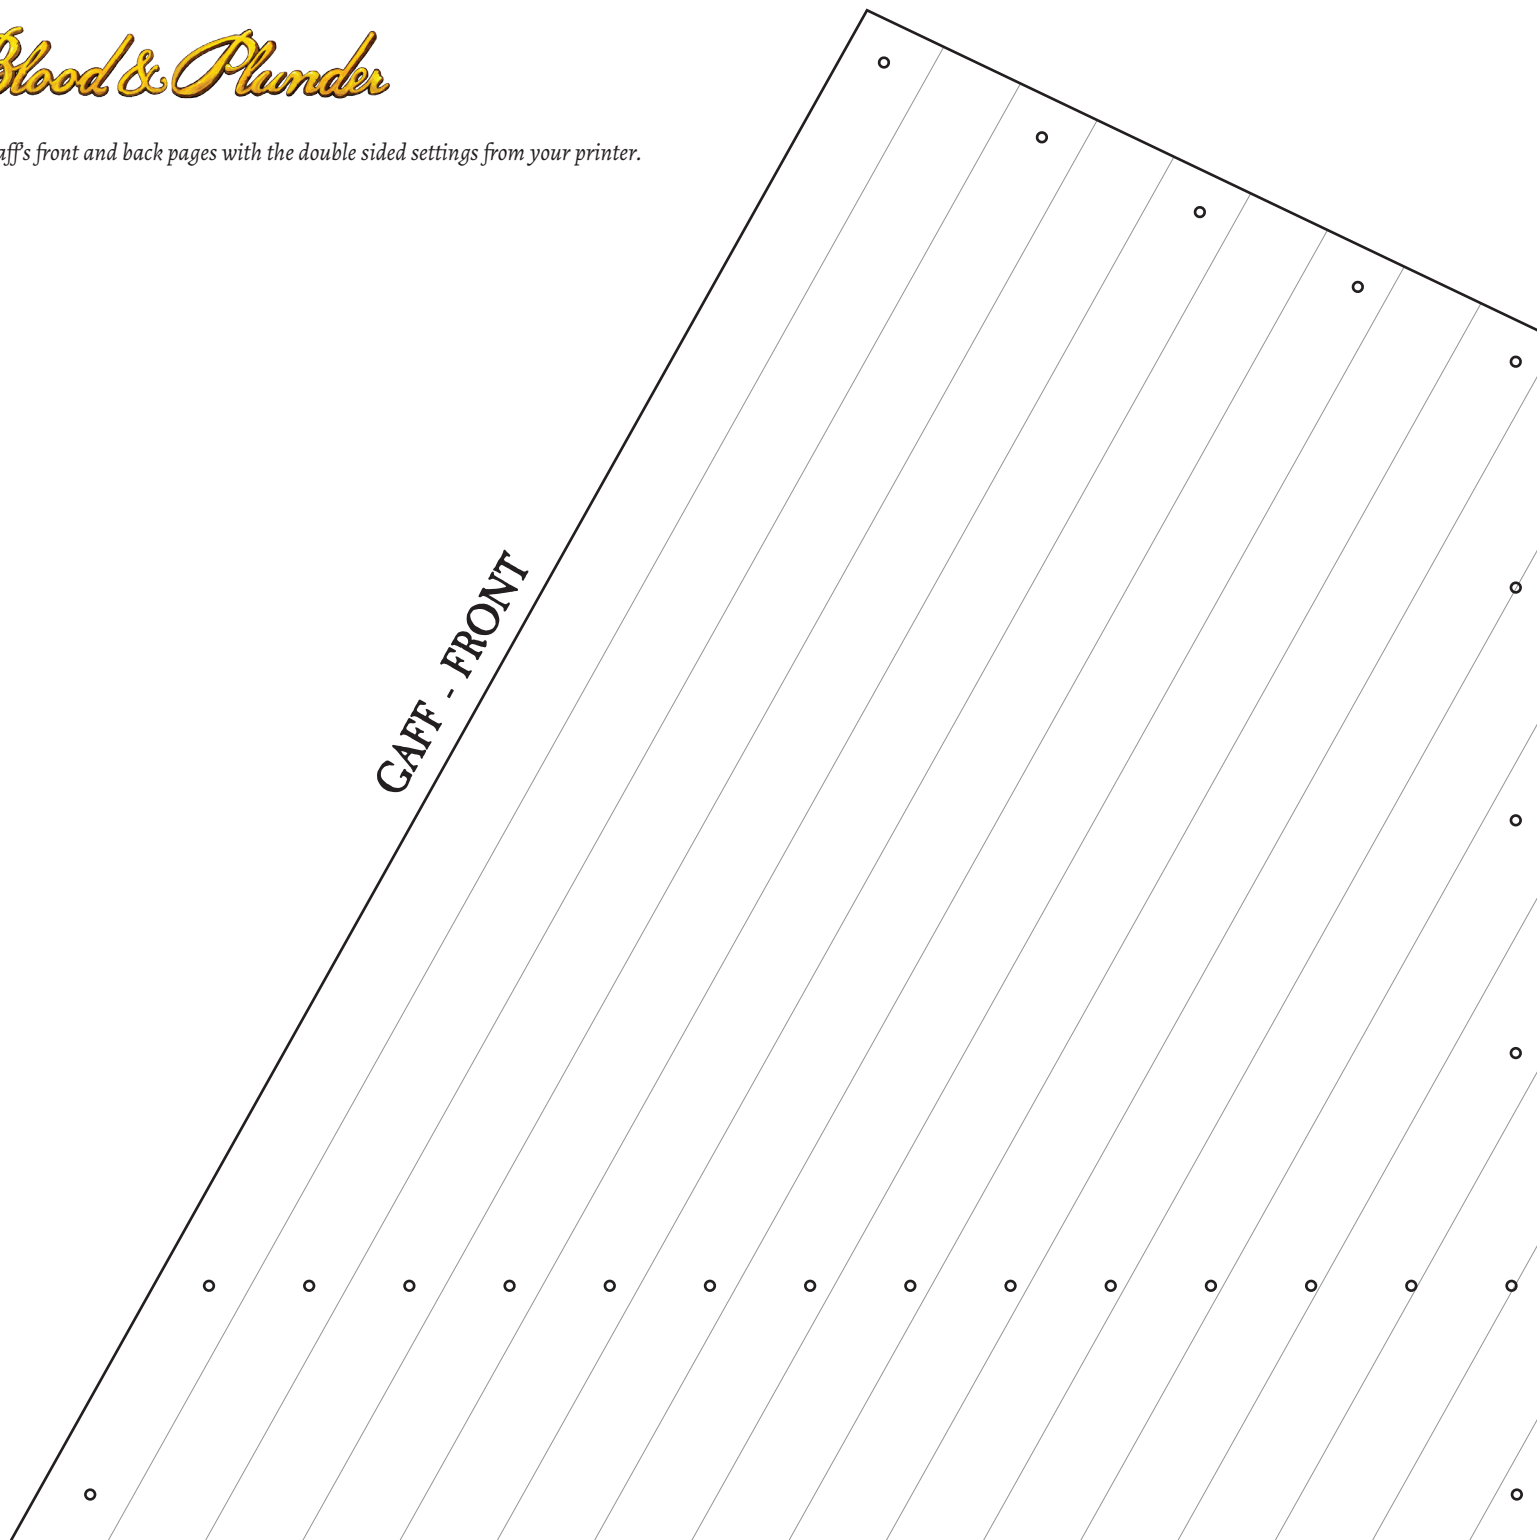 Blood & Plunder
aff's front and back pages with the double sided settings from your printer.
GAFF - FRONT